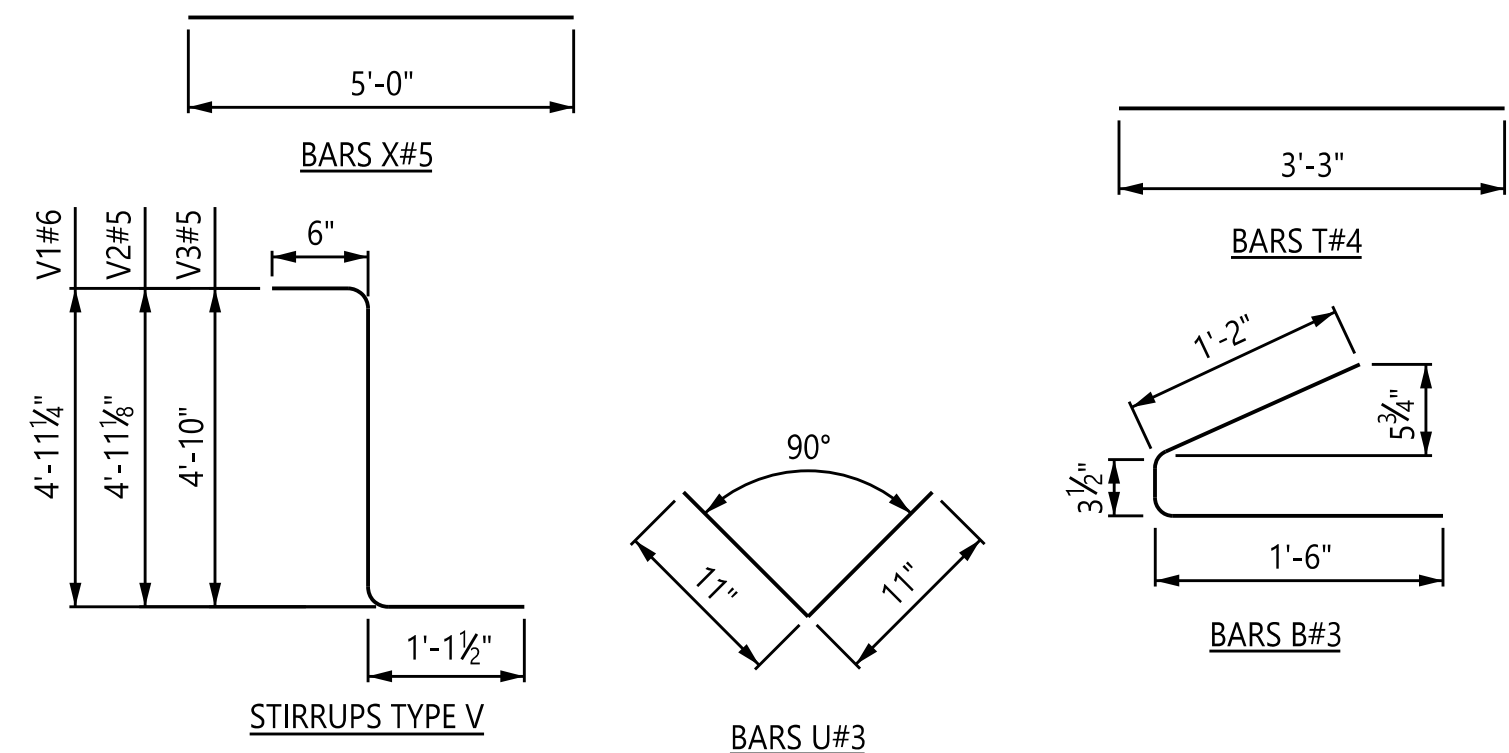 5'-0"
BARS X#5
3'-3"
BARS T#4
V1#6
V2#5
V3#5
6"
4'-11¼"
4'-11⅛"
4'-10"
1'-1½"
STIRRUPS TYPE V
90°
11"
11"
BARS U#3
1'-2"
5¾"
3½"
1'-6"
BARS B#3